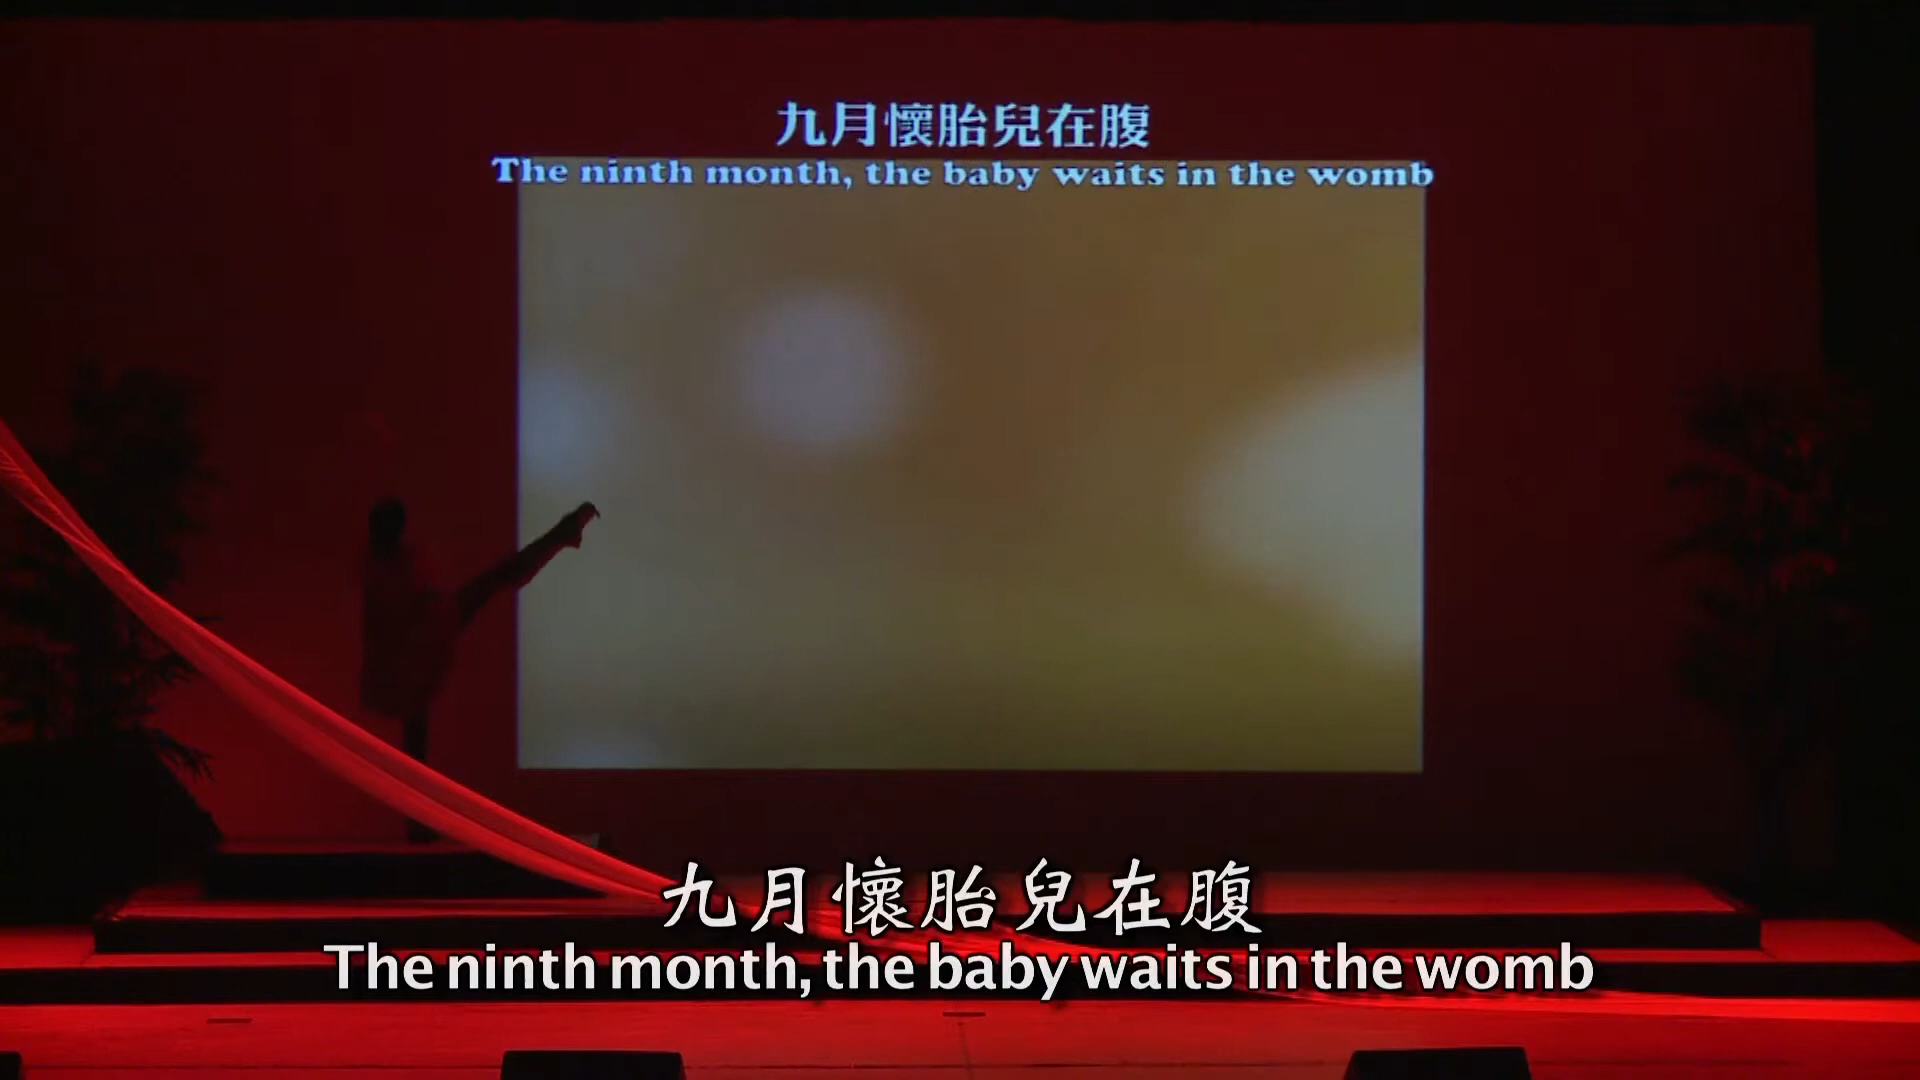 九月懷胎兒在腹
The ninth month, the baby waits in the womb
九月懷胎兒在腹
The ninth month, the baby waits in the womb